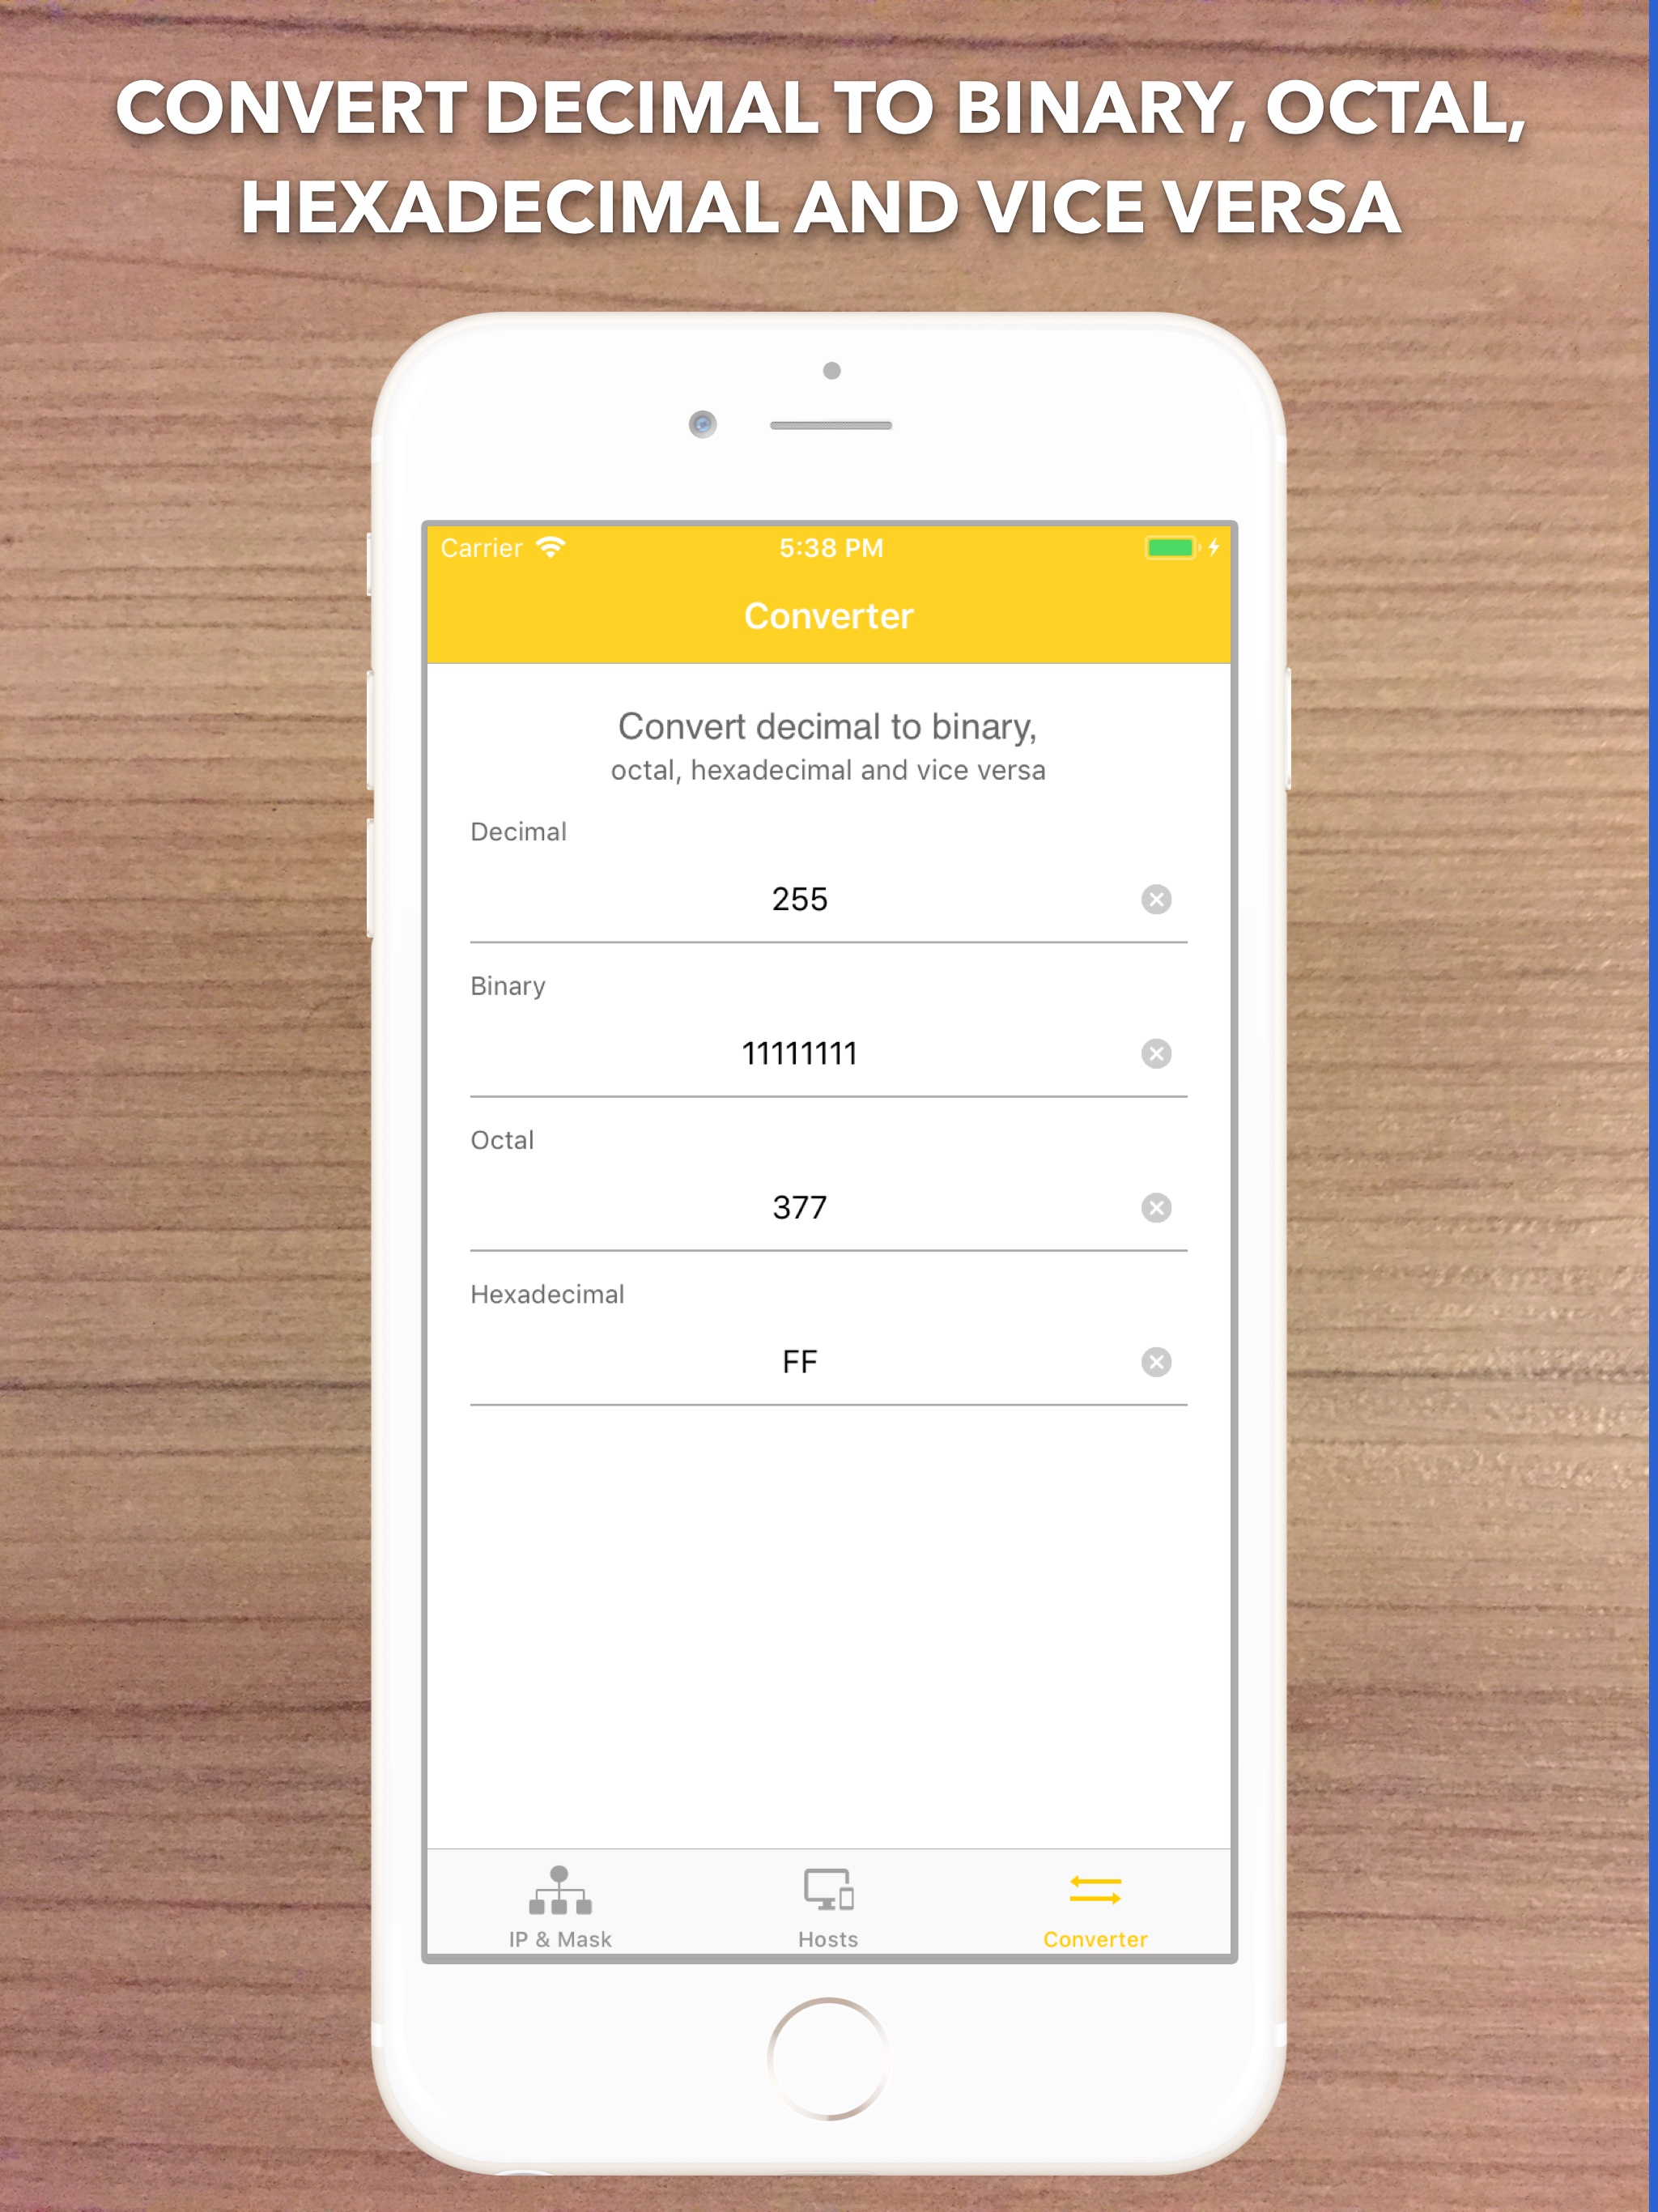 CONVERT DECIMAL TO BINARY, OCTAL,
HEXADECIMAL AND VICE VERSA
Carrier 5:38 PM
Converter
Convert decimal to binary,
octal, hexadecimal and vice versa
Decimal
255
Binary
11111111
Octal
377
Hexadecimal
FF
IP & Mask Hosts Converter